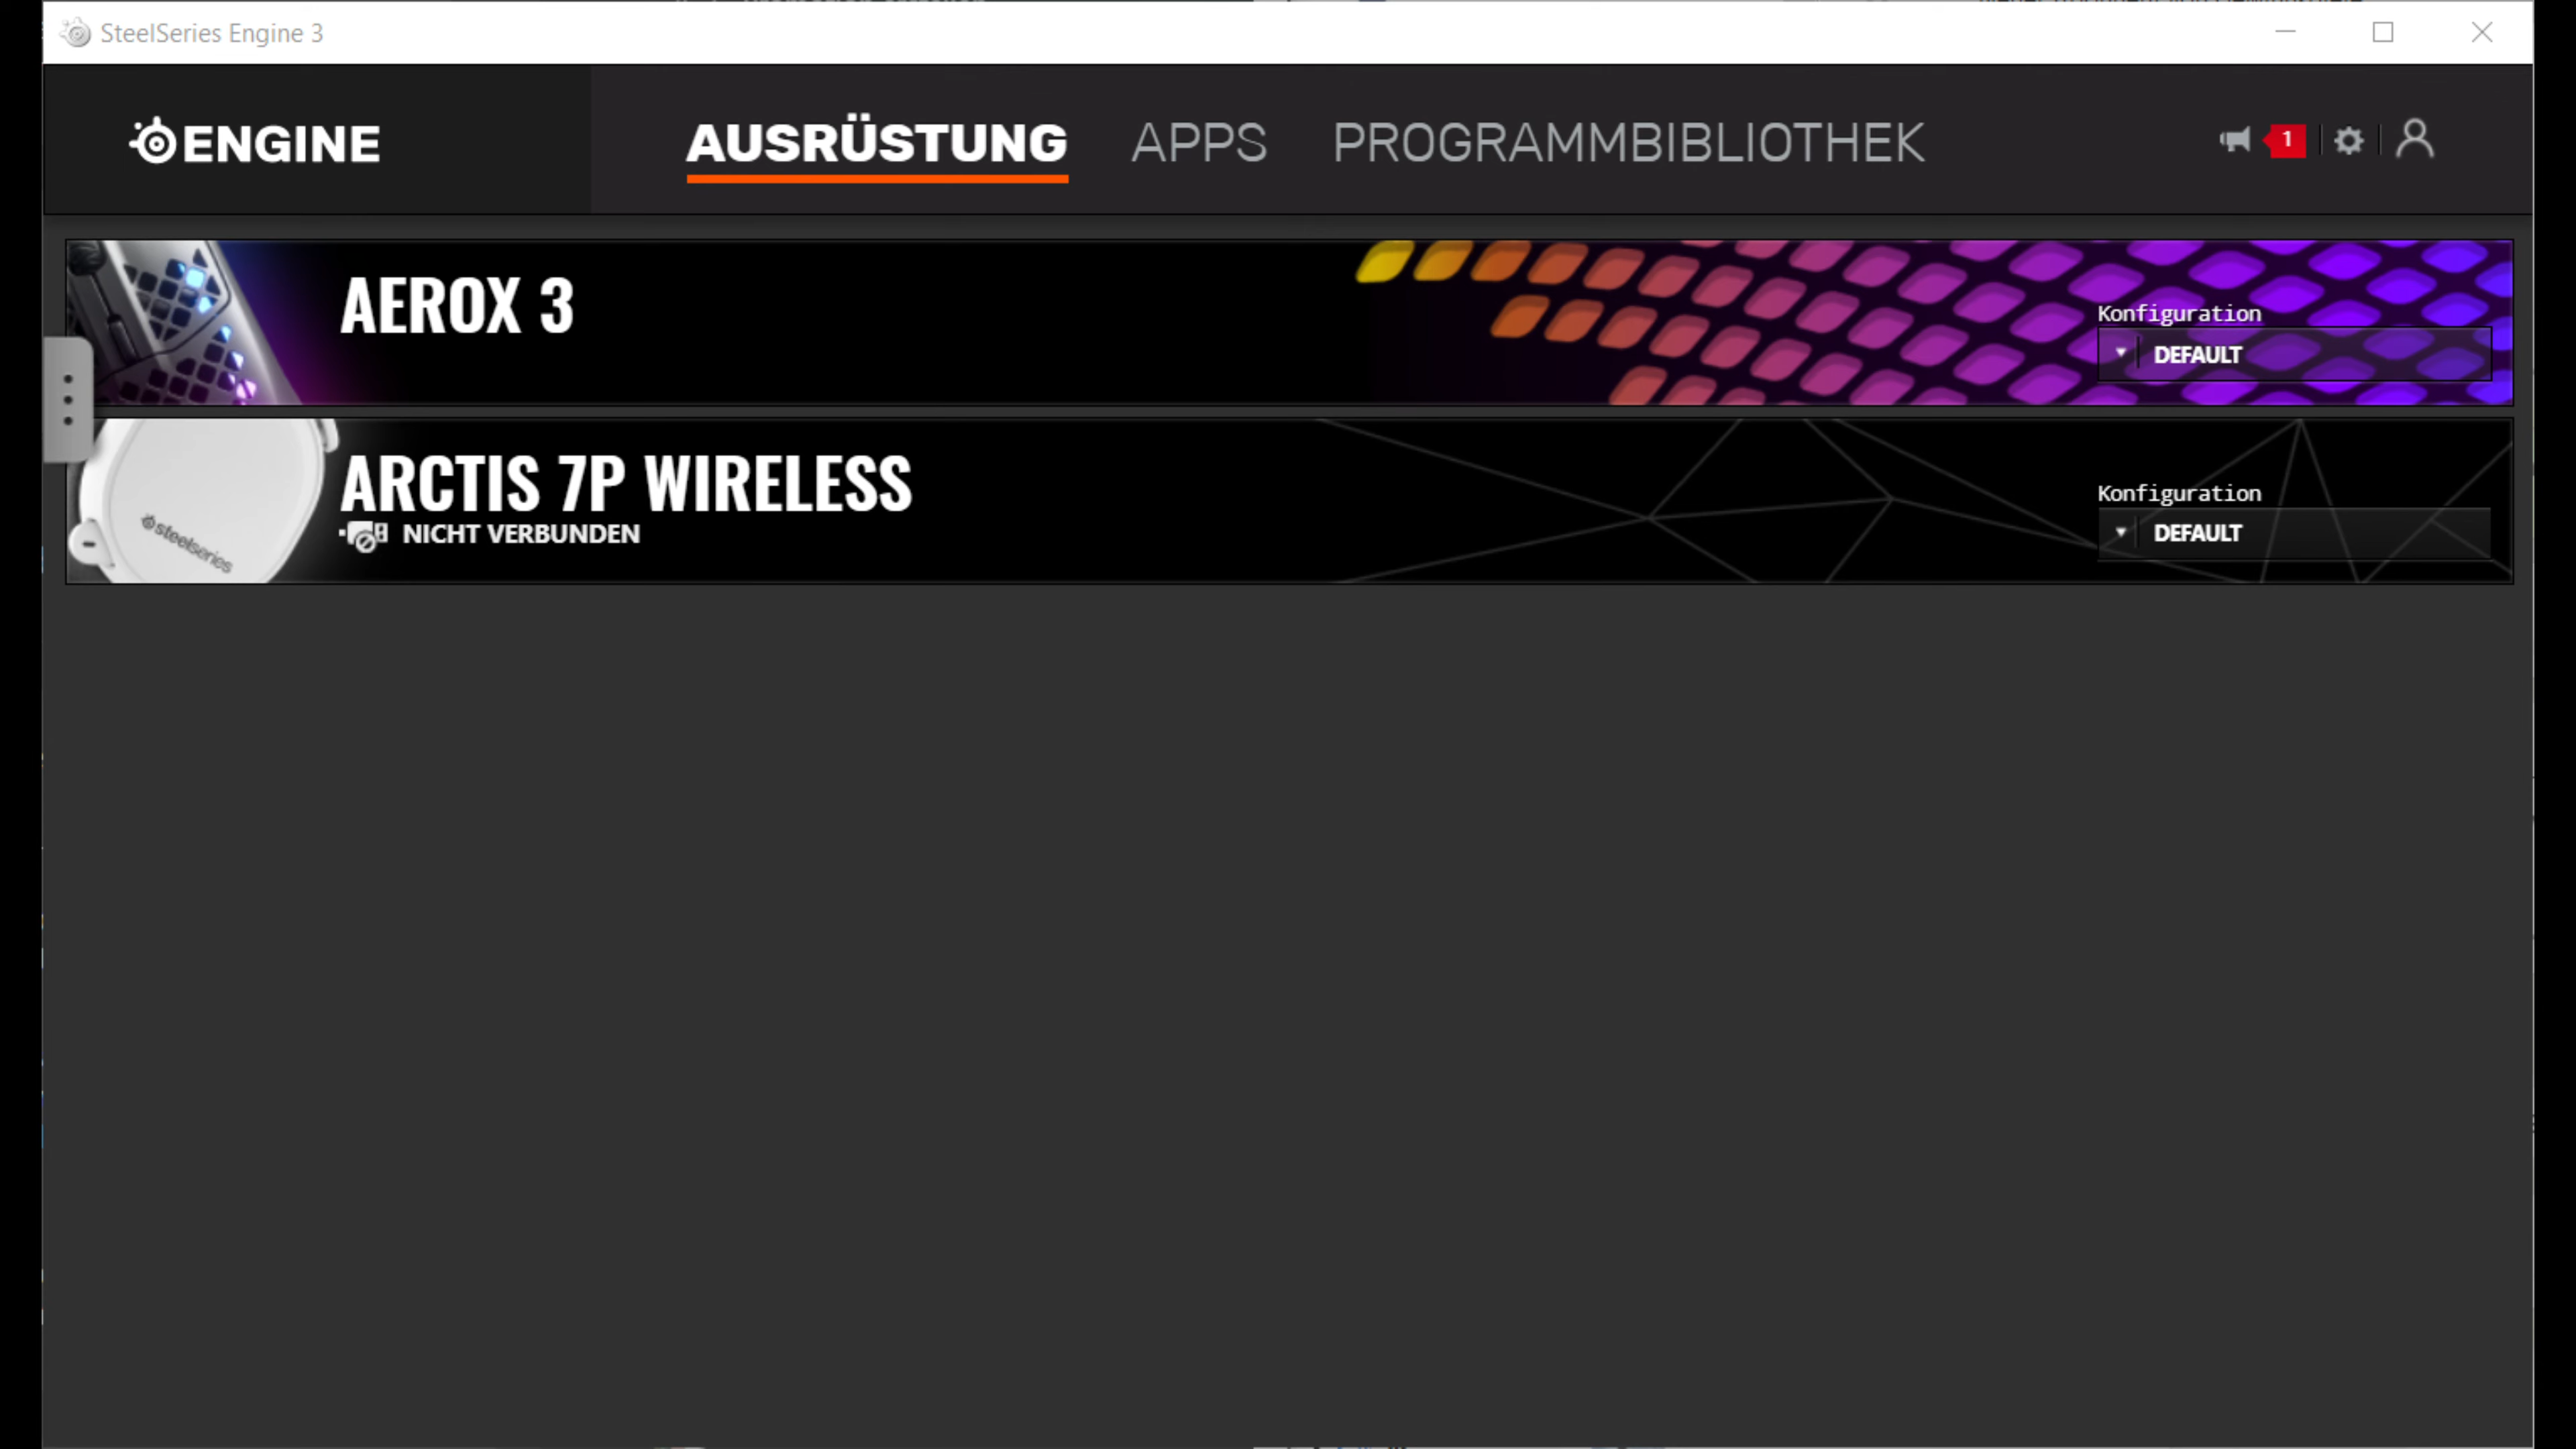 SteelSeries Engine 3
ENGINE
AUSRÜSTUNG APPS PROGRAMMBIBLIOTHEK
1
AEROX 3
Konfiguration
DEFAULT
steelseries
ARCTIS 7P WIRELESS
NICHT VERBUNDEN
Konfiguration
DEFAULT